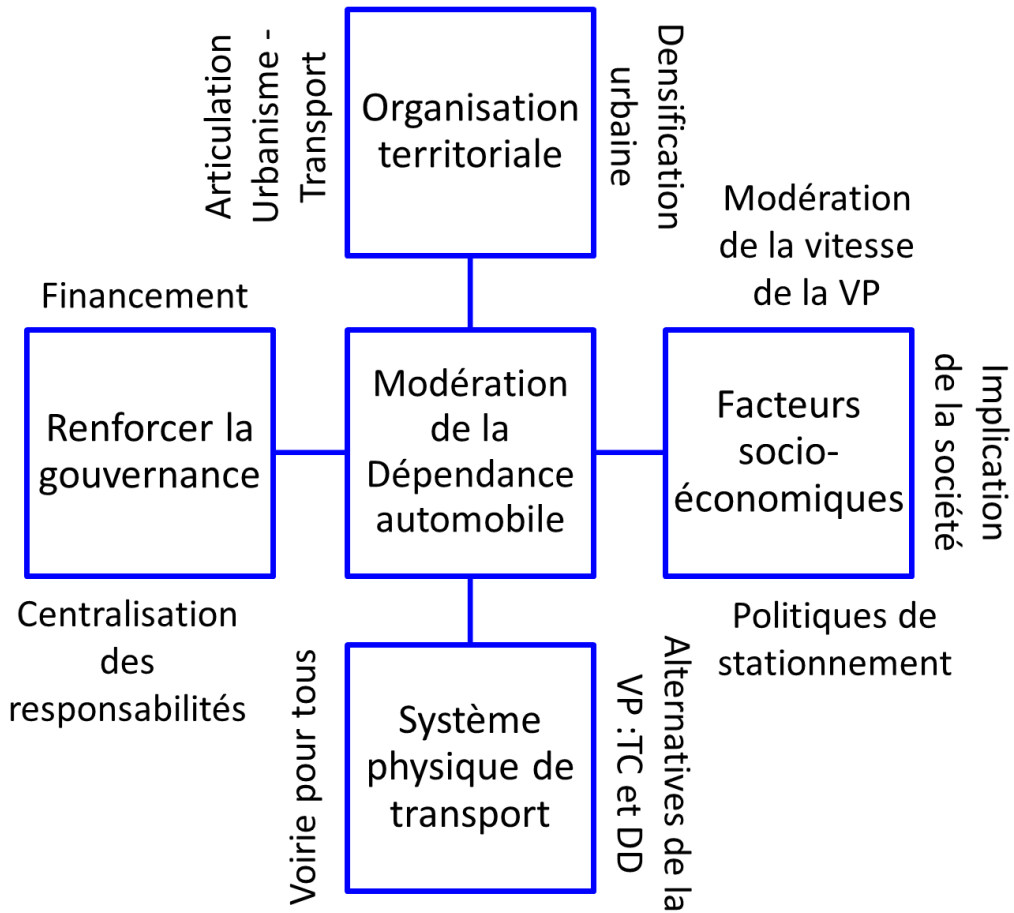 Articulation
Urbanisme -
Transport
Organisation
territoriale
Densification
urbaine
Modération
de la vitesse
de la VP
Financement
Renforcer la
gouvernance
Centralisation
des
responsabilités
Modération
de la
Dépendance
automobile
Facteurs
socio-
économiques
Implication
de la société
Politiques de
stationnement
Voirie pour tous
Système
physique de
transport
Alternatives de la
VP :TC et DD